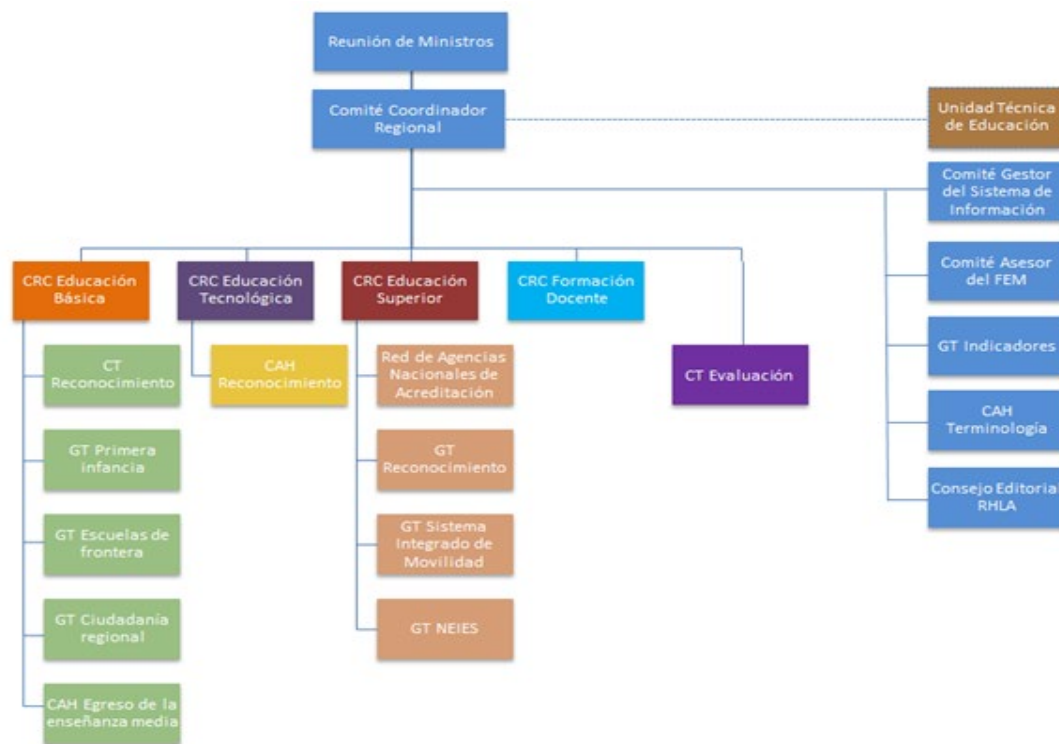 Reunión de Ministros
Comité Coordinador
Regional
Unidad Técnica
de Educación
Comité Gestor
del Sistema de
Información
Comité Asesor
del FEM
GT Indicadores
CAH
Terminología
Consejo Editorial
RHLA
CRC Educación
Básica
CRC Educación
Tecnológica
CRC Educación
Superior
CRC Formación
Docente
CT Evaluación
CT
Reconocimiento
GT Primera
infancia
GT Escuelas de
frontera
GT Ciudadanía
regional
CAH Egreso de la
enseñanza media
CAH
Reconocimiento
Red de Agencias
Nacionales de
Acreditación
GT
Reconocimiento
GT Sistema
Integrado de
Movilidad
GT NEIES